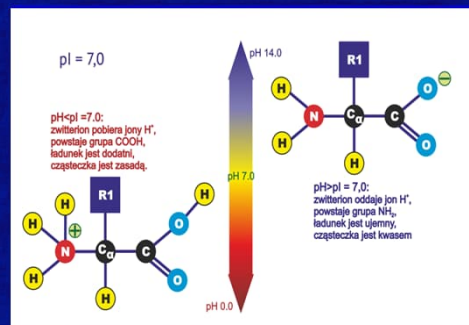 pI = 7,0
pH<pI =7.0:
zwitterion pobiera jony H⁺,
powstaje grupa COOH,
ładunek jest dodatni,
cząsteczka jest zasadą.
H
R1
H
H
O
⊕
N
Cα
C
H
H
O
pH 14.0
pH 7.0
pH 0.0
R1
⊖
H
O
N
Cα
C
H
H
O
pH>pI = 7,0:
zwitterion oddaje jon H⁺,
powstaje grupa NH₂,
ładunek jest ujemny,
cząsteczka jest kwasem